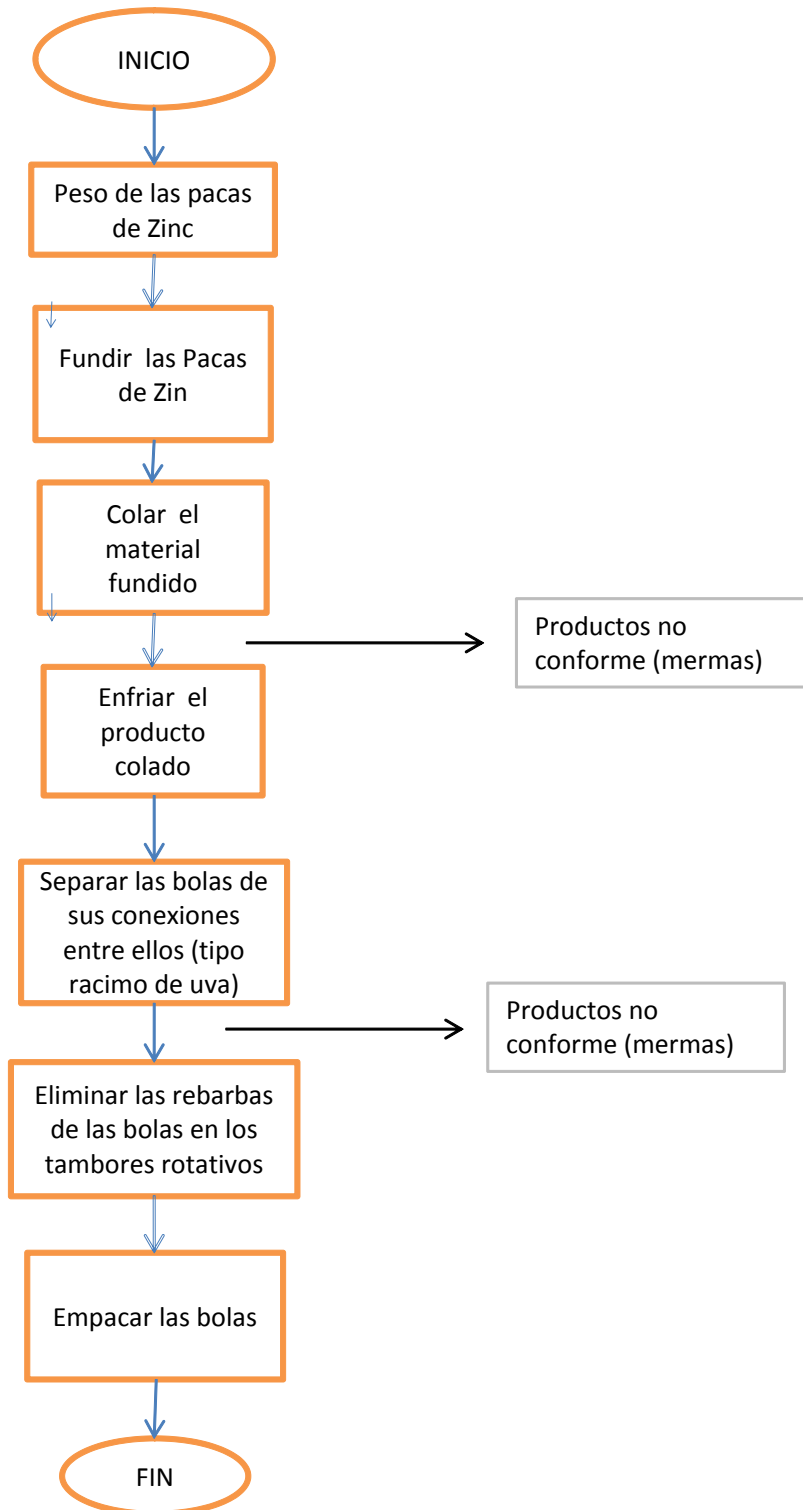 INICIO
Peso de las pacas
de Zinc
Fundir las Pacas
de Zin
Colar el
material
fundido
Productos no
conforme (mermas)
Enfriar el
producto
colado
Separar las bolas de
sus conexiones
entre ellos (tipo
racimo de uva)
Productos no
conforme (mermas)
Eliminar las rebarbas
de las bolas en los
tambores rotativos
Empacar las bolas
FIN